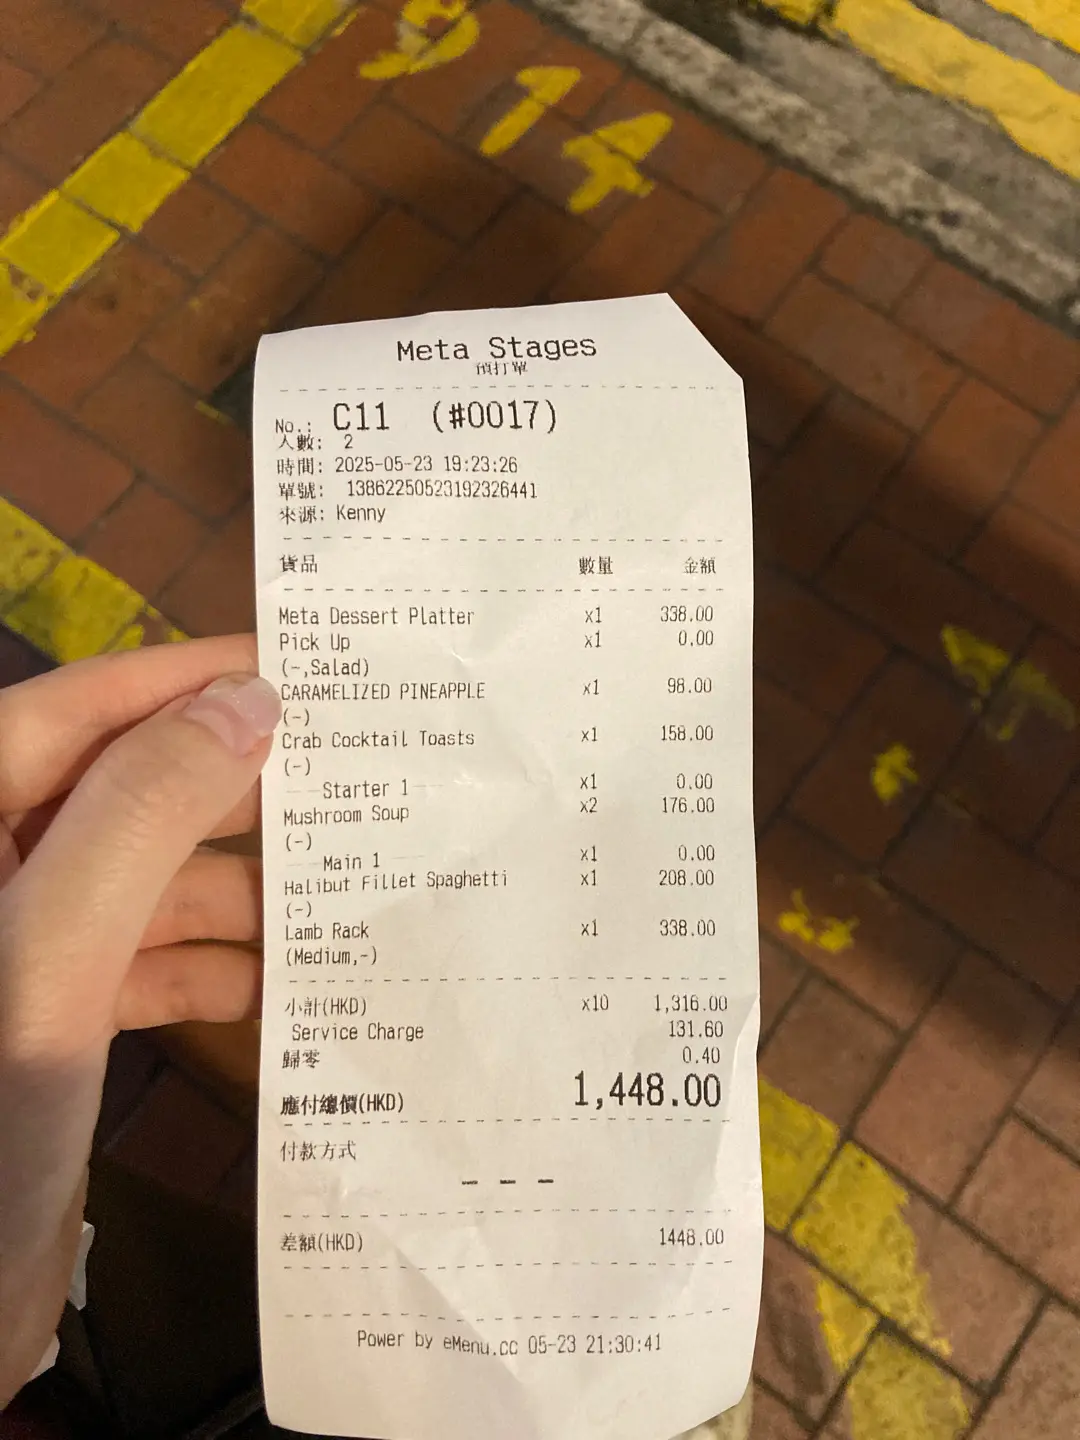 9
14
Meta Stages
預打單
No.: C11 (#0017)
人數: 2
時間: 2025-05-23 19:23:26
單號: 13862250523192326441
來源: Kenny
貨品 數量 金額
Meta Dessert Platter x1 338.00
Pick Up x1 0.00
(-,Salad)
CARAMELIZED PINEAPPLE x1 98.00
(-)
Crab Cocktail Toasts x1 158.00
(-)
Starter 1 x1 0.00
Mushroom Soup x2 176.00
(-)
Main 1 x1 0.00
Halibut Fillet Spaghetti x1 208.00
(-)
Lamb Rack x1 338.00
(Medium,-)
小計(HKD) x10 1,316.00
Service Charge 131.60
歸零 0.40
應付總價(HKD) 1,448.00
付款方式
- - -
差額(HKD) 1448.00
Power by eMenu.cc 05-23 21:30:41